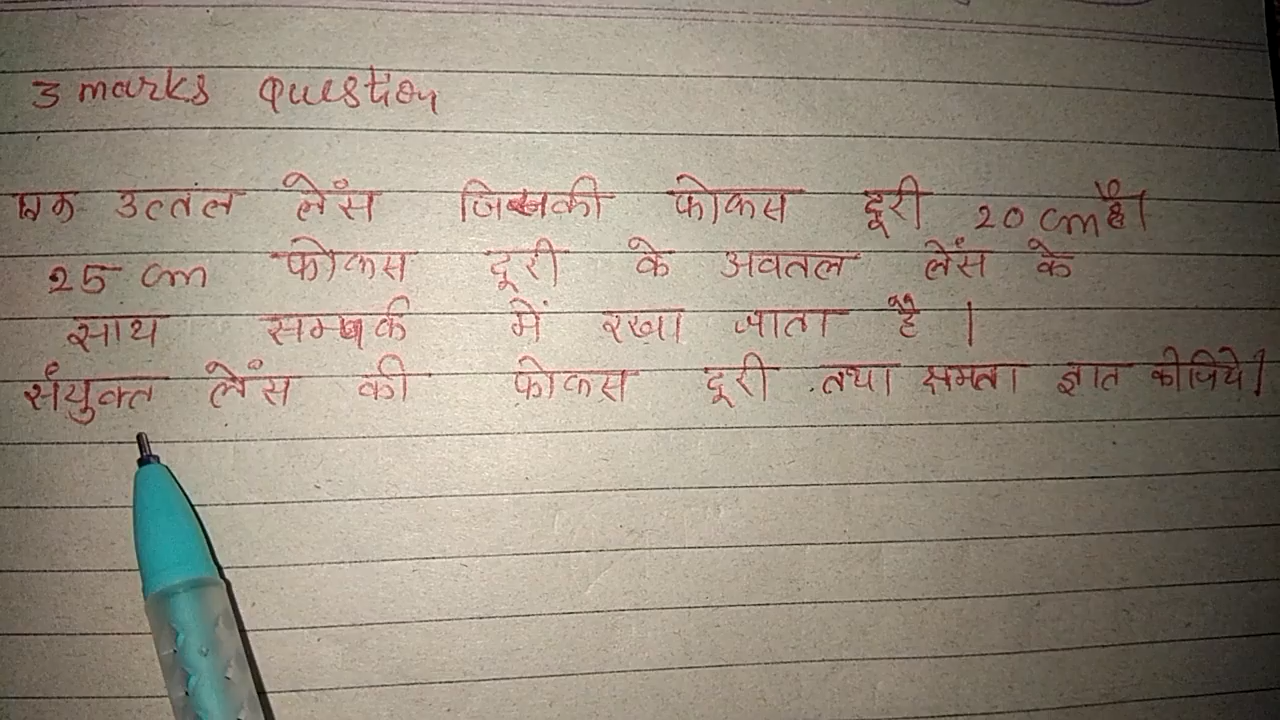 3 marks question
एक उत्तल लेंस जिसकी फोकस दूरी 20 cm है।
25 cm फोकस दूरी के अवतल लेंस के
साथ सम्पर्क में रखा जाता है।
संयुक्त लेंस की फोकस दूरी तथा क्षमता ज्ञात कीजिये।